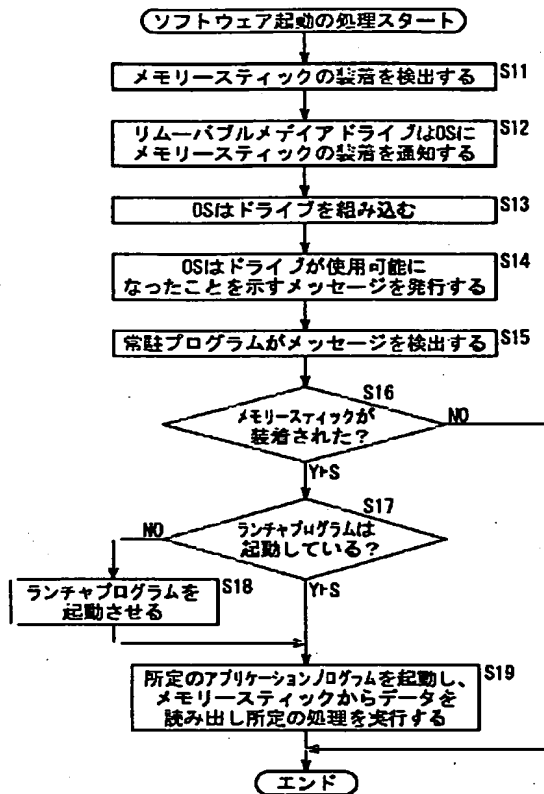 ソフトウェア起動の処理スタート
メモリースティックの装着を検出する
S11
リムーバブルメデイアドライブはOSに
メモリースティックの装着を通知する
S12
OSはドライブを組み込む
S13
OSはドライブが使用可能に
なったことを示すメッセージを発行する
S14
常駐プログラムがメッセージを検出する
S15
S16
メモリースティックが
装着された?
NO
YES
S17
ランチャプログラムは
起動している?
NO
YES
ランチャプログラムを
起動させる
S18
所定のアプリケーションプログラムを起動し、
メモリースティックからデータを
読み出し所定の処理を実行する
S19
エンド